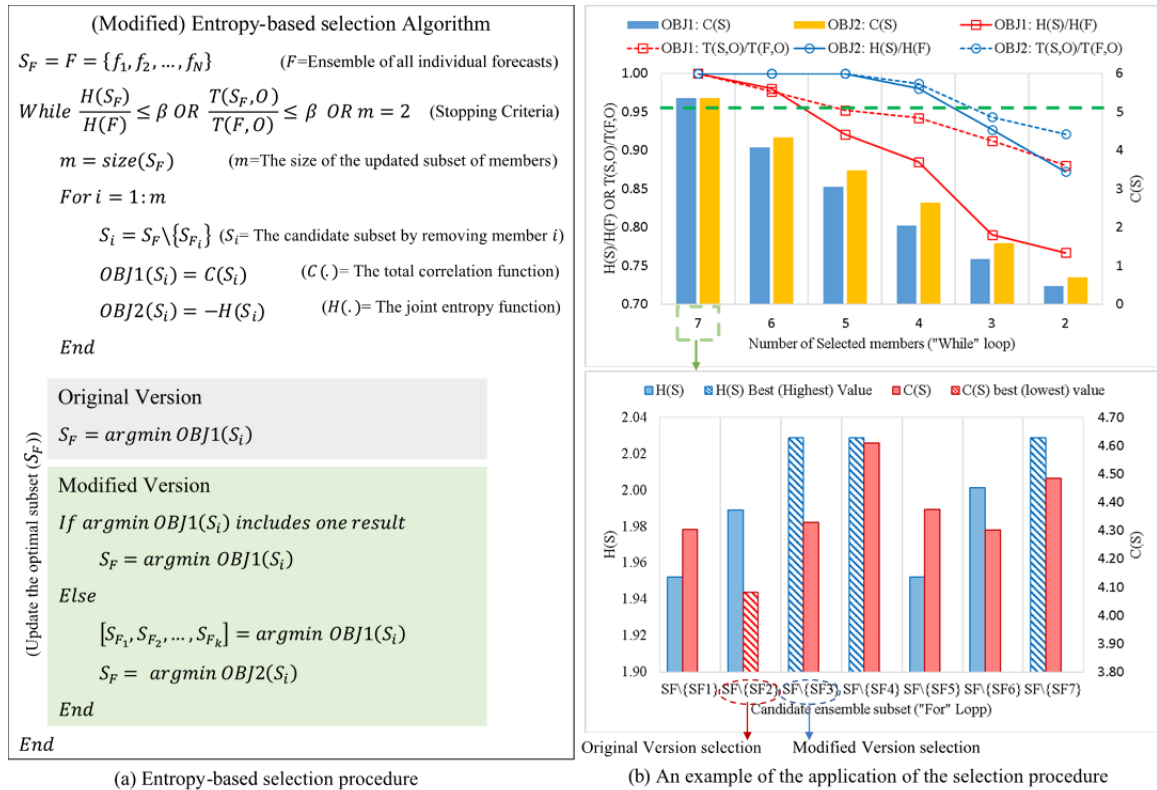 (Modified) Entropy-based selection Algorithm
S_F = F = {f_1, f_2, ..., f_N} (F=Ensemble of all individual forecasts)
While H(S_F)/H(F) ≤ β OR T(S_F, O)/T(F, O) ≤ β OR m = 2 (Stopping Criteria)
m = size(S_F) (m=The size of the updated subset of members)
For i = 1: m
S_i = S_F\{S_{F_i}} (S_i= The candidate subset by removing member i)
OBJ1(S_i) = C(S_i) (C(.)= The total correlation function)
OBJ2(S_i) = −H(S_i) (H(.)= The joint entropy function)
End
(Update the optimal subset (S_F))
Original Version
S_F = argmin OBJ1(S_i)
Modified Version
If argmin OBJ1(S_i) includes one result
S_F = argmin OBJ1(S_i)
Else
[S_{F_1}, S_{F_2}, ..., S_{F_k}] = argmin OBJ1(S_i)
S_F = argmin OBJ2(S_i)
End
End
(a) Entropy-based selection procedure
OBJ1: C(S) OBJ2: C(S) OBJ1: H(S)/H(F)
OBJ1: T(S,O)/T(F,O) OBJ2: H(S)/H(F) OBJ2: T(S,O)/T(F,O)
H(S)/H(F) OR T(S,O)/T(F,O)
1.00
0.95
0.90
0.85
0.80
0.75
0.70
6
5
4
3
2
1
0
C(S)
7 6 5 4 3 2
Number of Selected members ("While" loop)
H(S) H(S) Best (Highest) Value C(S) C(S) best (lowest) value
H(S)
2.04
2.02
2.00
1.98
1.96
1.94
1.92
1.90
4.70
4.60
4.50
4.40
4.30
4.20
4.10
4.00
3.90
3.80
C(S)
SF\{SF1} SF\{SF2} SF\{SF3} SF\{SF4} SF\{SF5} SF\{SF6} SF\{SF7}
Candidate ensemble subset ("For" Lopp)
Original Version selection Modified Version selection
(b) An example of the application of the selection procedure